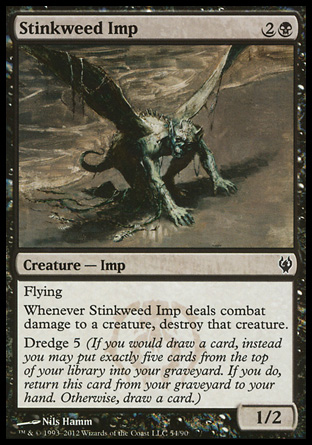 Stinkweed Imp 2
Creature — Imp
Flying
Whenever Stinkweed Imp deals combat
damage to a creature, destroy that creature.
Dredge 5 (If you would draw a card, instead
you may put exactly five cards from the top
of your library into your graveyard. If you do,
return this card from your graveyard to
your hand. Otherwise, draw a card.)
Nils Hamm
™ & © 1993–2012 Wizards of the Coast LLC 54/90
1/2